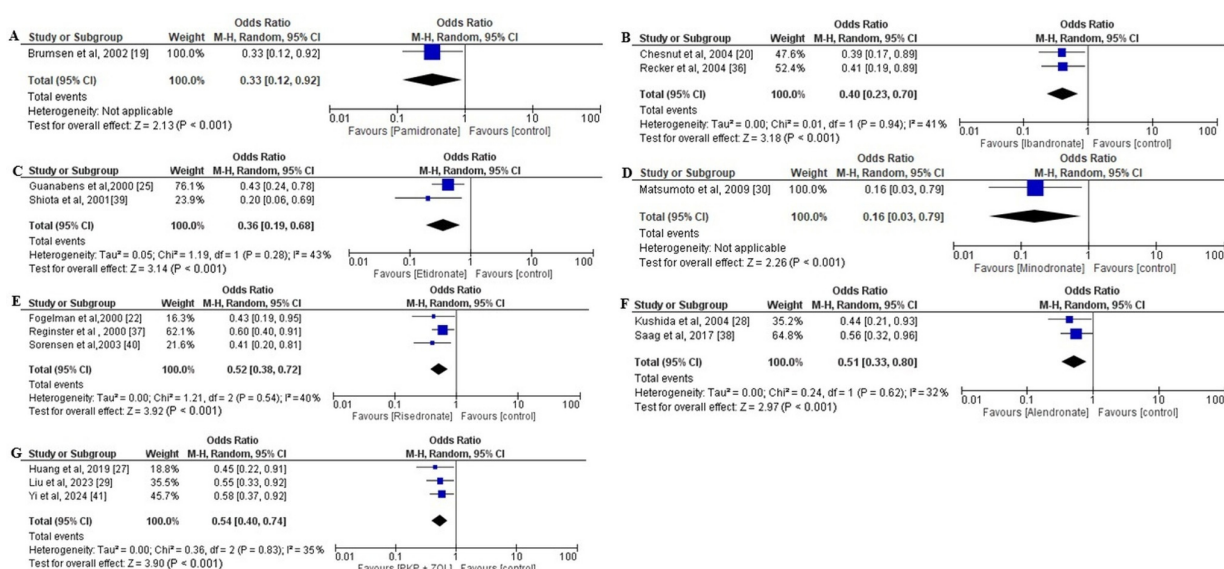 A
Odds Ratio Odds Ratio
Study or Subgroup Weight M-H, Random, 95% CI M-H, Random, 95% CI
Brumsen et al, 2002 [19] 100.0% 0.33 [0.12, 0.92]
Total (95% CI) 100.0% 0.33 [0.12, 0.92]
Total events
Heterogeneity: Not applicable
Test for overall effect: Z = 2.13 (P < 0.001)
0.01 0.1 1 10 100
Favours [Pamidronate] Favours [control]
B
Odds Ratio Odds Ratio
Study or Subgroup Weight M-H, Random, 95% CI M-H, Random, 95% CI
Chesnut et al, 2004 [20] 47.6% 0.39 [0.17, 0.89]
Recker et al, 2004 [36] 52.4% 0.41 [0.19, 0.89]
Total (95% CI) 100.0% 0.40 [0.23, 0.70]
Total events
Heterogeneity: Tau² = 0.00; Chi² = 0.01, df = 1 (P = 0.94); I² = 41%
Test for overall effect: Z = 3.18 (P < 0.001)
0.01 0.1 1 10 100
Favours [Ibandronate] Favours [control]
C
Odds Ratio Odds Ratio
Study or Subgroup Weight M-H, Random, 95% CI M-H, Random, 95% CI
Guanabens et al,2000 [25] 76.1% 0.43 [0.24, 0.78]
Shiota et al, 2001[39] 23.9% 0.20 [0.06, 0.69]
Total (95% CI) 100.0% 0.36 [0.19, 0.68]
Total events
Heterogeneity: Tau² = 0.05; Chi² = 1.19, df = 1 (P = 0.28); I² = 43%
Test for overall effect: Z = 3.14 (P < 0.001)
0.01 0.1 1 10 100
Favours [Etidronate] Favours [control]
D
Odds Ratio Odds Ratio
Study or Subgroup Weight M-H, Random, 95% CI M-H, Random, 95% CI
Matsumoto et al, 2009 [30] 100.0% 0.16 [0.03, 0.79]
Total (95% CI) 100.0% 0.16 [0.03, 0.79]
Total events
Heterogeneity: Not applicable
Test for overall effect: Z = 2.26 (P < 0.001)
0.01 0.1 1 10 100
Favours [Minodronate] Favours [control]
E
Odds Ratio Odds Ratio
Study or Subgroup Weight M-H, Random, 95% CI M-H, Random, 95% CI
Fogelman et al,2000 [22] 16.3% 0.43 [0.19, 0.95]
Reginster et al, 2000 [37] 62.1% 0.60 [0.40, 0.91]
Sorensen et al,2003 [40] 21.6% 0.41 [0.20, 0.81]
Total (95% CI) 100.0% 0.52 [0.38, 0.72]
Total events
Heterogeneity: Tau² = 0.00; Chi² = 1.21, df = 2 (P = 0.54); I² = 40%
Test for overall effect: Z = 3.92 (P < 0.001)
0.01 0.1 1 10 100
Favours [Risedronate] Favours [control]
F
Odds Ratio Odds Ratio
Study or Subgroup Weight M-H, Random, 95% CI M-H, Random, 95% CI
Kushida et al, 2004 [28] 35.2% 0.44 [0.21, 0.93]
Saag et al, 2017 [38] 64.8% 0.56 [0.32, 0.96]
Total (95% CI) 100.0% 0.51 [0.33, 0.80]
Total events
Heterogeneity: Tau² = 0.00; Chi² = 0.24, df = 1 (P = 0.62); I² = 32%
Test for overall effect: Z = 2.97 (P < 0.001)
0.01 0.1 1 10 100
Favours [Alendronate] Favours [control]
G
Odds Ratio Odds Ratio
Study or Subgroup Weight M-H, Random, 95% CI M-H, Random, 95% CI
Huang et al, 2019 [27] 18.8% 0.45 [0.22, 0.91]
Liu et al, 2023 [29] 35.5% 0.55 [0.33, 0.92]
Yi et al, 2024 [41] 45.7% 0.58 [0.37, 0.92]
Total (95% CI) 100.0% 0.54 [0.40, 0.74]
Total events
Heterogeneity: Tau² = 0.00; Chi² = 0.36, df = 2 (P = 0.83); I² = 35%
Test for overall effect: Z = 3.90 (P < 0.001)
0.01 0.1 1 10 100
Favours [PKP + ZOL] Favours [control]